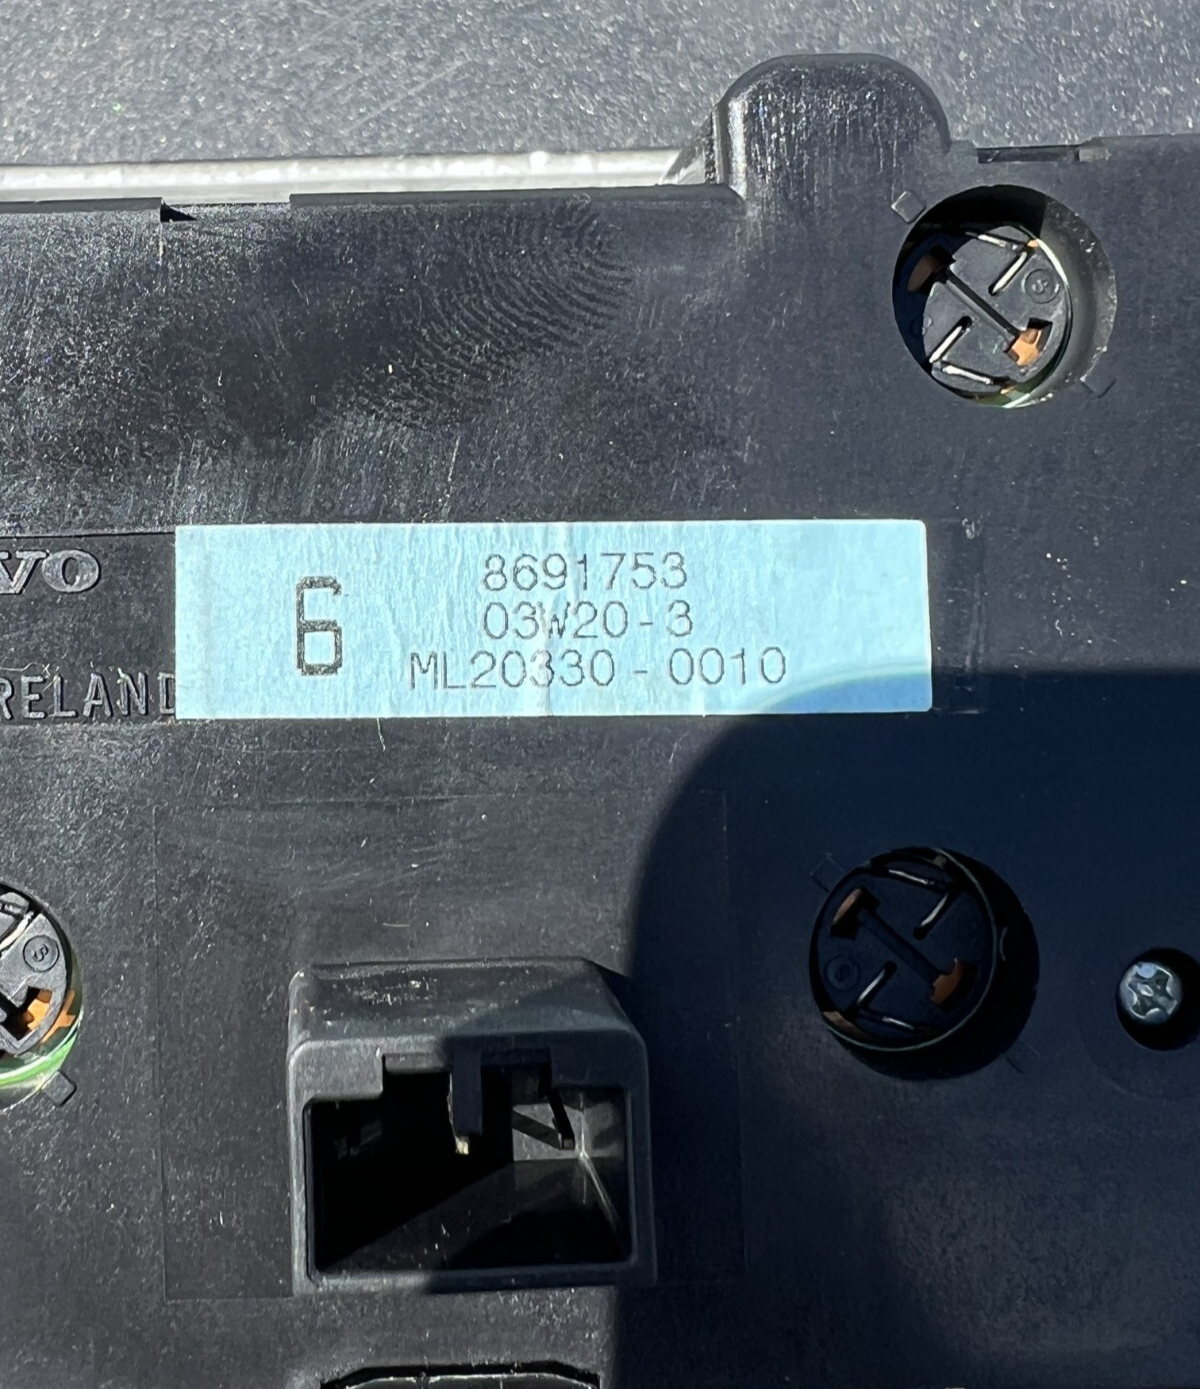 VO
8691753
6
03W20-3
ML20330-0010
RELAND